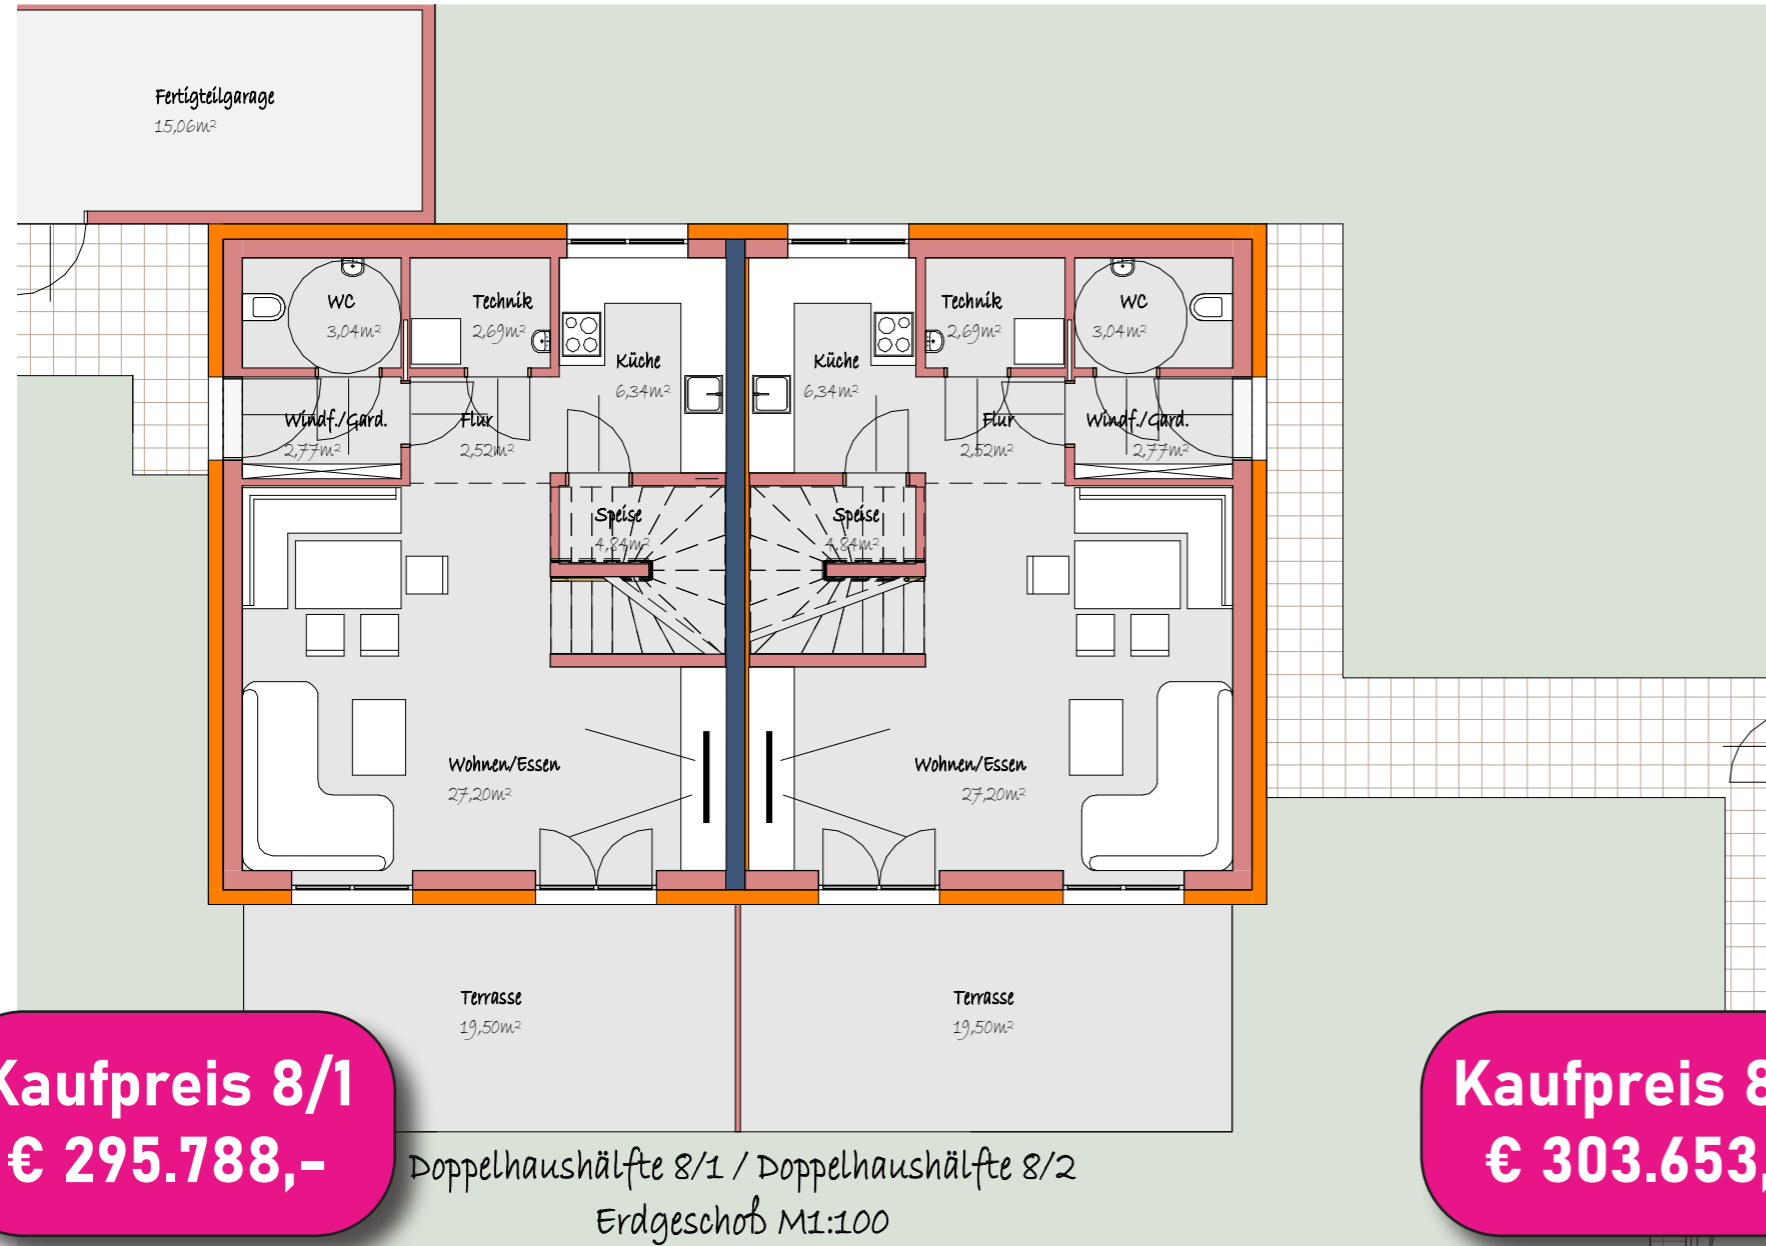 Fertigteilgarage
15,06m²
WC
3,04m²
Technik
2,69m²
Küche
6,34m²
Windf./Gard.
2,77m²
Flur
2,52m²
Speise
4,84m²
Wohnen/Essen
27,20m²
Terrasse
19,50m²
Küche
6,34m²
Technik
2,69m²
WC
3,04m²
Flur
2,52m²
Windf./Gard.
2,77m²
Speise
4,84m²
Wohnen/Essen
27,20m²
Terrasse
19,50m²
Kaufpreis 8/1
€ 295.788,-
Kaufpreis 8
€ 303.653,
Doppelhaushälfte 8/1 / Doppelhaushälfte 8/2
Erdgeschoß M1:100